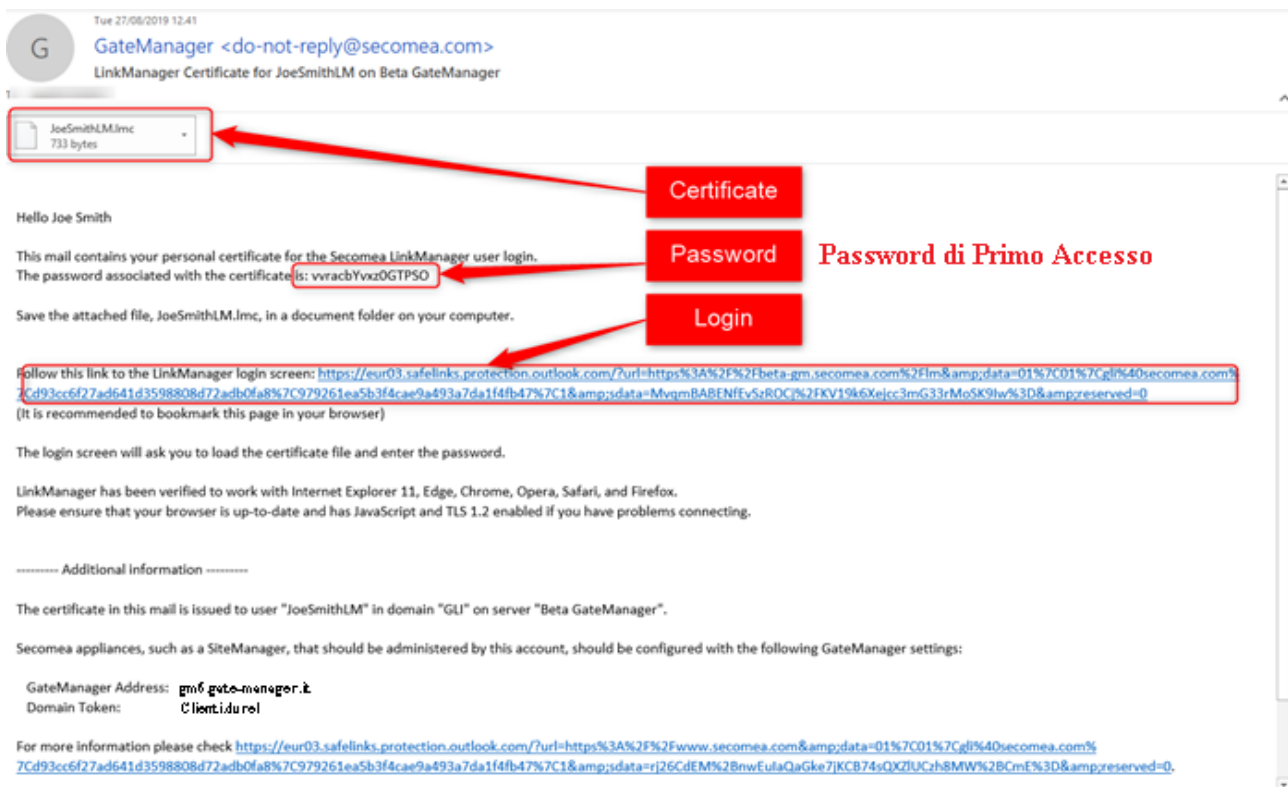 Tue 27/08/2019 12.41
G
GateManager <do-not-reply@secomea.com>
LinkManager Certificate for JoeSmithLM on Beta GateManager
JoeSmithLM.lmc
733 bytes
Certificate
Hello Joe Smith
This mail contains your personal certificate for the Secomea LinkManager user login.
Password
Password di Primo Accesso
The password associated with the certificate is: vvracbYvxz0GTPSO
Save the attached file, JoeSmithLM.lmc, in a document folder on your computer.
Login
Follow this link to the LinkManager login screen: https://eur03.safelinks.protection.outlook.com/?url=https%3A%2F%2Fbeta-gm.secomea.com%2Flm&amp;data=01%7C01%7Cgli%40secomea.com%
7Cd93cc6f27ad641d3598808d72adb0fa8%7C979261ea5b3f4cae9a493a7da1f4fb47%7C1&amp;sdata=MvqmBABENfEvSzROCj%2FKV19k6Xejcc3mG33rMoSK9Iw%3D&amp;reserved=0
(It is recommended to bookmark this page in your browser)
The login screen will ask you to load the certificate file and enter the password.
LinkManager has been verified to work with Internet Explorer 11, Edge, Chrome, Opera, Safari, and Firefox.
Please ensure that your browser is up-to-date and has JavaScript and TLS 1.2 enabled if you have problems connecting.
--------- Additional information ---------
The certificate in this mail is issued to user "JoeSmithLM" in domain "GLI" on server "Beta GateManager".
Secomea appliances, such as a SiteManager, that should be administered by this account, should be configured with the following GateManager settings:
GateManager Address: gm6.gate-manager.it
Domain Token: Clienti.durel
For more information please check https://eur03.safelinks.protection.outlook.com/?url=https%3A%2F%2Fwww.secomea.com&amp;data=01%7C01%7Cgli%40secomea.com%
7Cd93cc6f27ad641d3598808d72adb0fa8%7C979261ea5b3f4cae9a493a7da1f4fb47%7C1&amp;sdata=rj26CdEM%2BnwEulaQaGke7jKCB74sQXZlUCzh8MW%2BCmE%3D&amp;reserved=0.